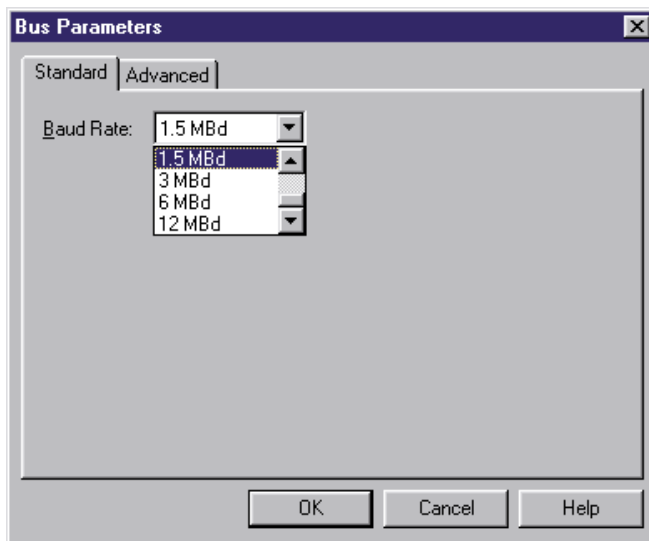 Bus Parameters
Standard Advanced
Baud Rate: 1.5 MBd
1.5 MBd
3 MBd
6 MBd
12 MBd
OK Cancel Help